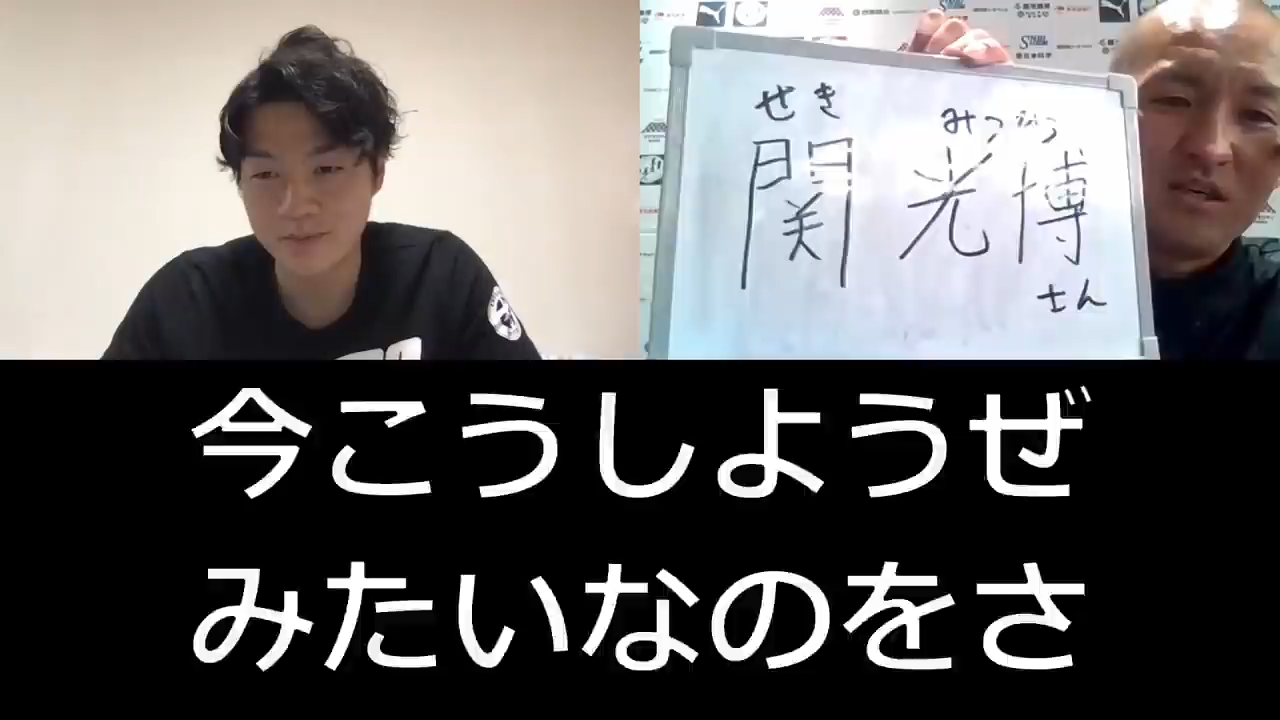 せき みつひろ
関 光博
さん
今こうしようぜ
みたいなのをさ